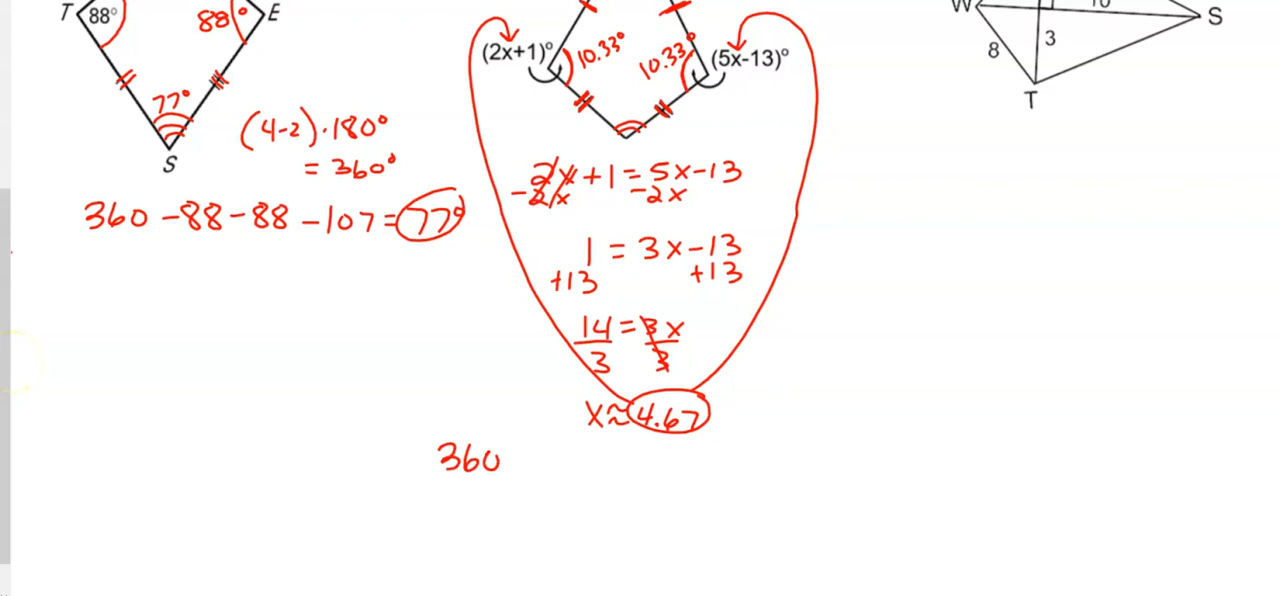 T 88° 88° E
77°
S
(4-2)·180°
= 360°
360 -88-88 -107=77°
(2x+1)° 10.33° 10.33° (5x-13)°
2x+1=5x-13
-2x -2x
1 = 3x-13
+13 +13
14=3x
3 3
x≈4.67
360
W 10 S
8 3
T